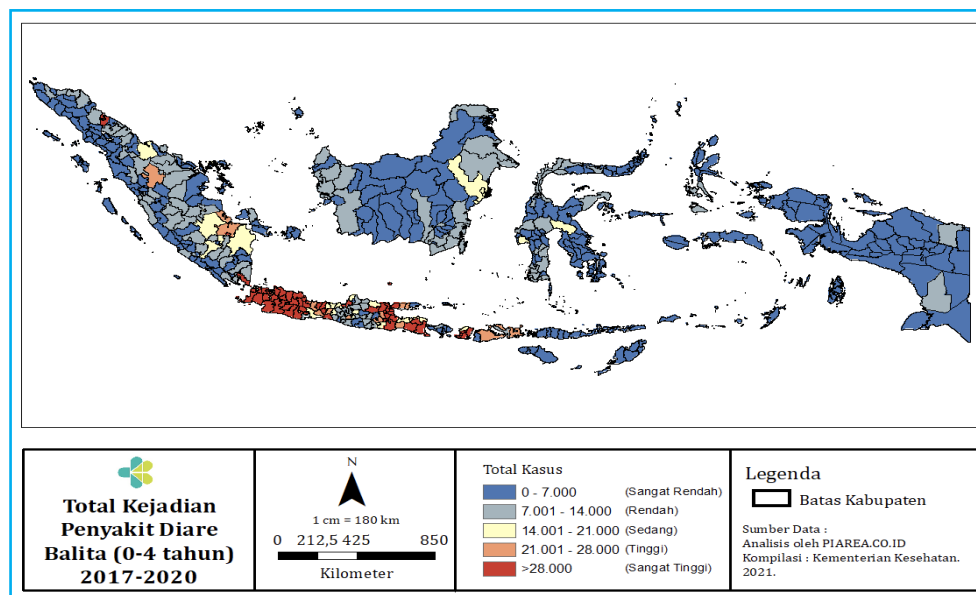 Total Kejadian
Penyakit Diare
Balita (0-4 tahun)
2017-2020
N
1 cm = 180 km
0 212,5 425 850
Kilometer
Total Kasus
0 - 7.000 (Sangat Rendah)
7.001 - 14.000 (Rendah)
14.001 - 21.000 (Sedang)
21.001 - 28.000 (Tinggi)
>28.000 (Sangat Tinggi)
Legenda
Batas Kabupaten
Sumber Data :
Analisis oleh PIAREA.CO.ID
Kompilasi : Kementerian Kesehatan.
2021.